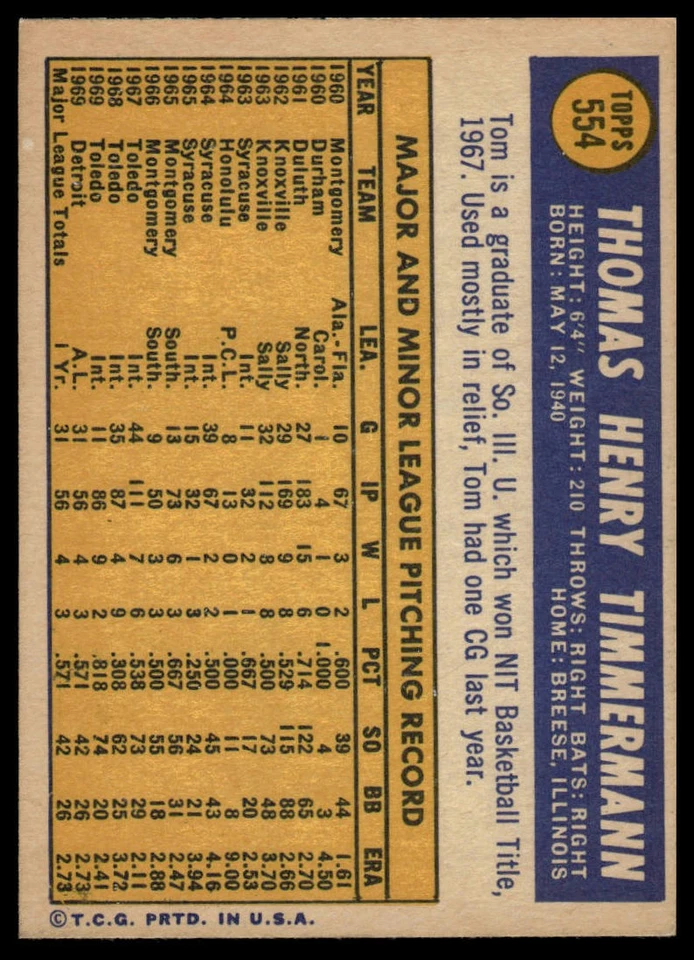 TOPPS
554
THOMAS HENRY TIMMERMANN
HEIGHT: 6'4" WEIGHT: 210 THROWS: RIGHT BATS: RIGHT
BORN: MAY 12, 1940 HOME: BREESE, ILLINOIS
Tom is a graduate of So. Ill. U. which won NIT Basketball Title,
1967. Used mostly in relief, Tom had one CG last year.
MAJOR AND MINOR LEAGUE PITCHING RECORD
YEAR TEAM LEA. G IP W L PCT SO BB ERA
1960 Montgomery Ala.-Fla. 10 67 3 2 .600 39 44 1.61
1960 Durham Carol. 1 4 1 0 1.000 4 3 4.50
1961 Duluth North. 27 183 15 6 .714 122 65 2.70
1962 Knoxville Sally 29 169 9 8 .529 115 88 2.66
1963 Knoxville Sally 32 112 8 8 .500 73 48 3.70
1963 Syracuse Int. 11 32 2 1 .667 17 20 2.53
1964 Honolulu P.C.L. 8 13 0 1 .000 11 8 9.00
1964 Syracuse Int. 39 67 2 2 .500 45 43 4.16
1965 Syracuse Int. 15 32 1 3 .250 24 21 3.94
1965 Montgomery South. 13 73 6 3 .667 56 31 2.47
1966 Montgomery South. 9 50 3 3 .500 55 18 2.88
1967 Toledo Int. 44 111 7 6 .538 73 29 2.11
1968 Toledo Int. 35 87 4 9 .308 62 25 3.72
1969 Toledo Int. 11 86 9 2 .818 74 20 2.41
1969 Detroit A.L. 31 56 4 3 .571 42 26 2.73
Major League Totals 1 Yr. 31 56 4 3 .571 42 26 2.73
© T.C.G. PRTD. IN U.S.A.